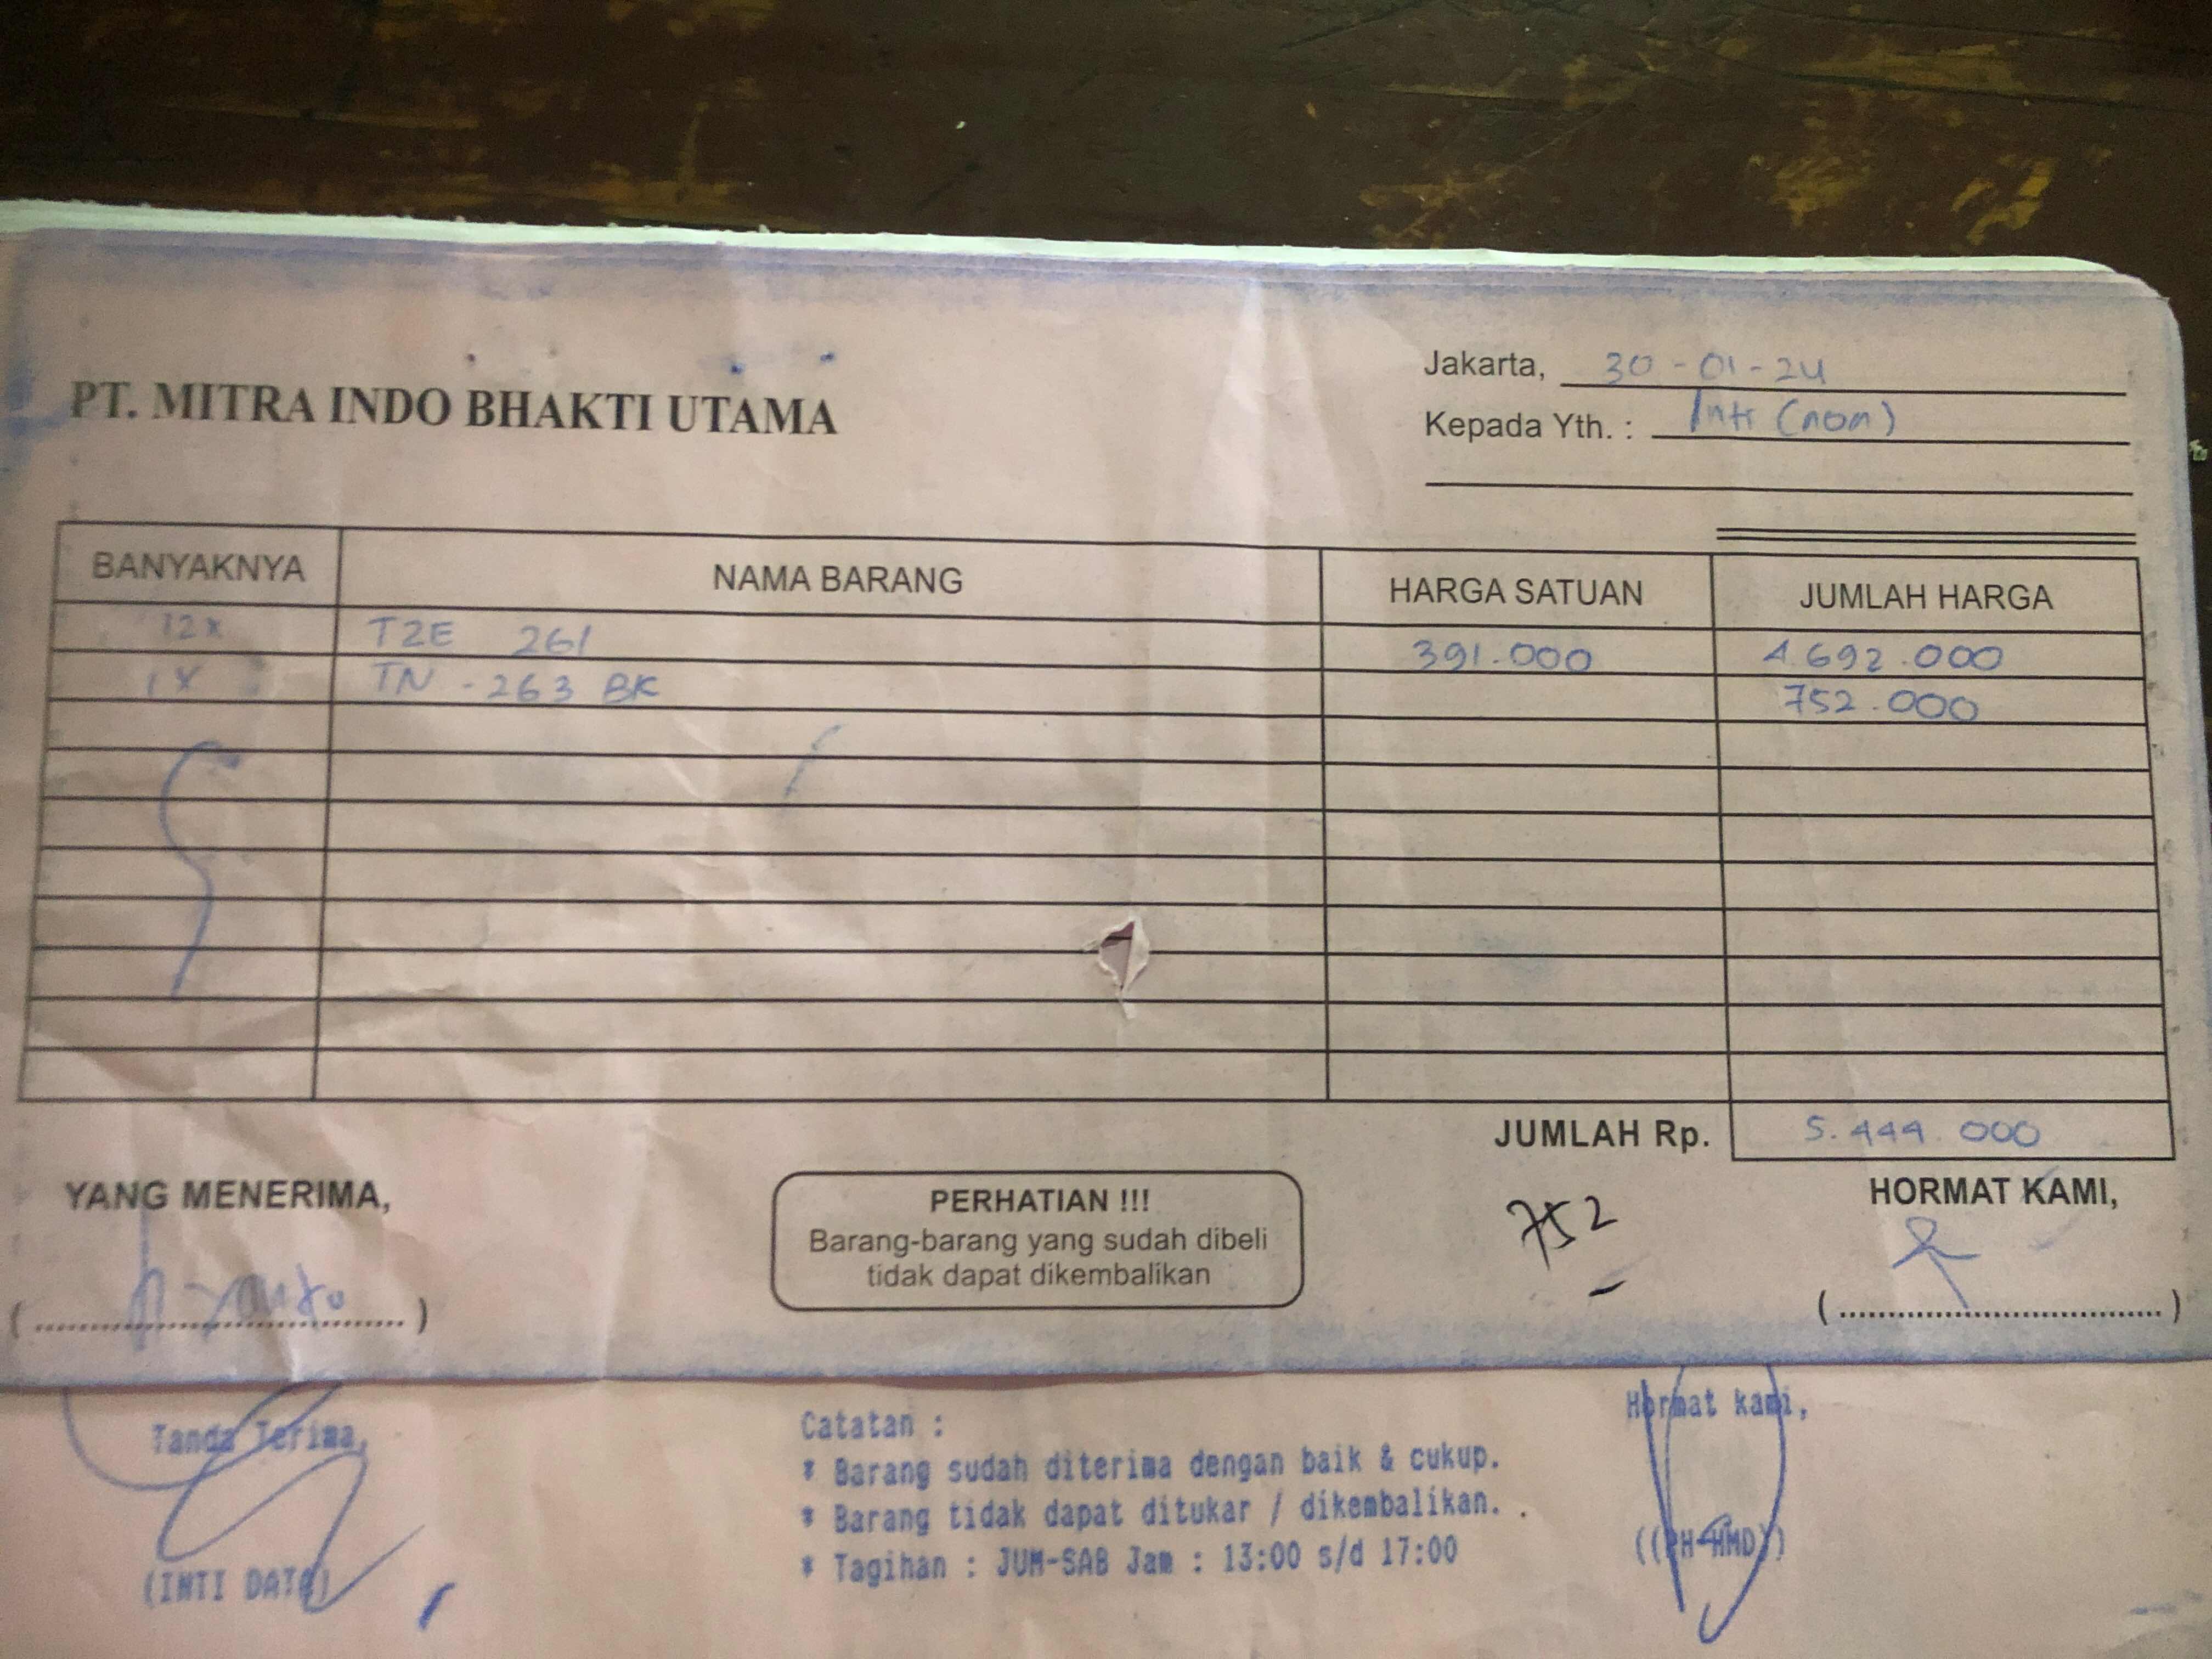 Jakarta, 30-01-24
PT. MITRA INDO BHAKTI UTAMA
Kepada Yth. : Inti (non)
BANYAKNYA NAMA BARANG HARGA SATUAN JUMLAH HARGA
12x TZE 261 391.000 4.692.000
1x TN-263 BK 752.000
JUMLAH Rp. 5.444.000
YANG MENERIMA, PERHATIAN !!! HORMAT KAMI,
Barang-barang yang sudah dibeli
tidak dapat dikembalikan
752
Tanda Terima, Catatan : Hormat kami,
* Barang sudah diterima dengan baik & cukup.
* Barang tidak dapat ditukar / dikembalikan.
* Tagihan : JUM-SAB Jam : 13:00 s/d 17:00
(INTI DATA) ((PH-HMD))